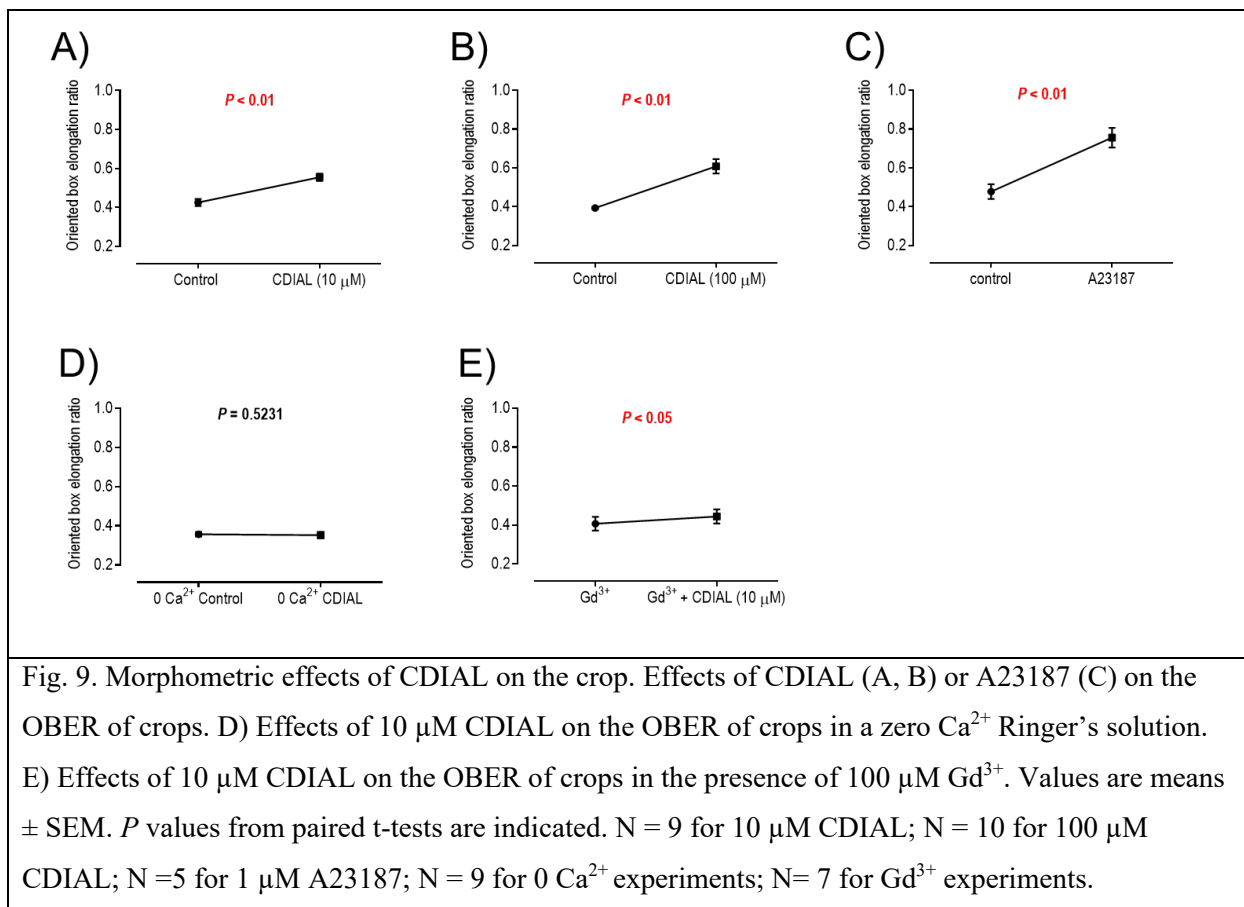 A)
B)
C)
Oriented box elongation ratio
1.0
0.8
0.6
0.4
0.2
P < 0.01
Control
CDIAL (10 μM)
Oriented box elongation ratio
1.0
0.8
0.6
0.4
0.2
P < 0.01
Control
CDIAL (100 μM)
Oriented box elongation ratio
1.0
0.8
0.6
0.4
0.2
P < 0.01
control
A23187
D)
E)
Oriented box elongation ratio
1.0
0.8
0.6
0.4
0.2
P = 0.5231
0 Ca²⁺ Control
0 Ca²⁺ CDIAL
Oriented box elongation ratio
1.0
0.8
0.6
0.4
0.2
P < 0.05
Gd³⁺
Gd³⁺ + CDIAL (10 μM)
Fig. 9. Morphometric effects of CDIAL on the crop. Effects of CDIAL (A, B) or A23187 (C) on the
OBER of crops. D) Effects of 10 μM CDIAL on the OBER of crops in a zero Ca²⁺ Ringer’s solution.
E) Effects of 10 μM CDIAL on the OBER of crops in the presence of 100 μM Gd³⁺. Values are means
± SEM. P values from paired t-tests are indicated. N = 9 for 10 μM CDIAL; N = 10 for 100 μM
CDIAL; N =5 for 1 μM A23187; N = 9 for 0 Ca²⁺ experiments; N= 7 for Gd³⁺ experiments.